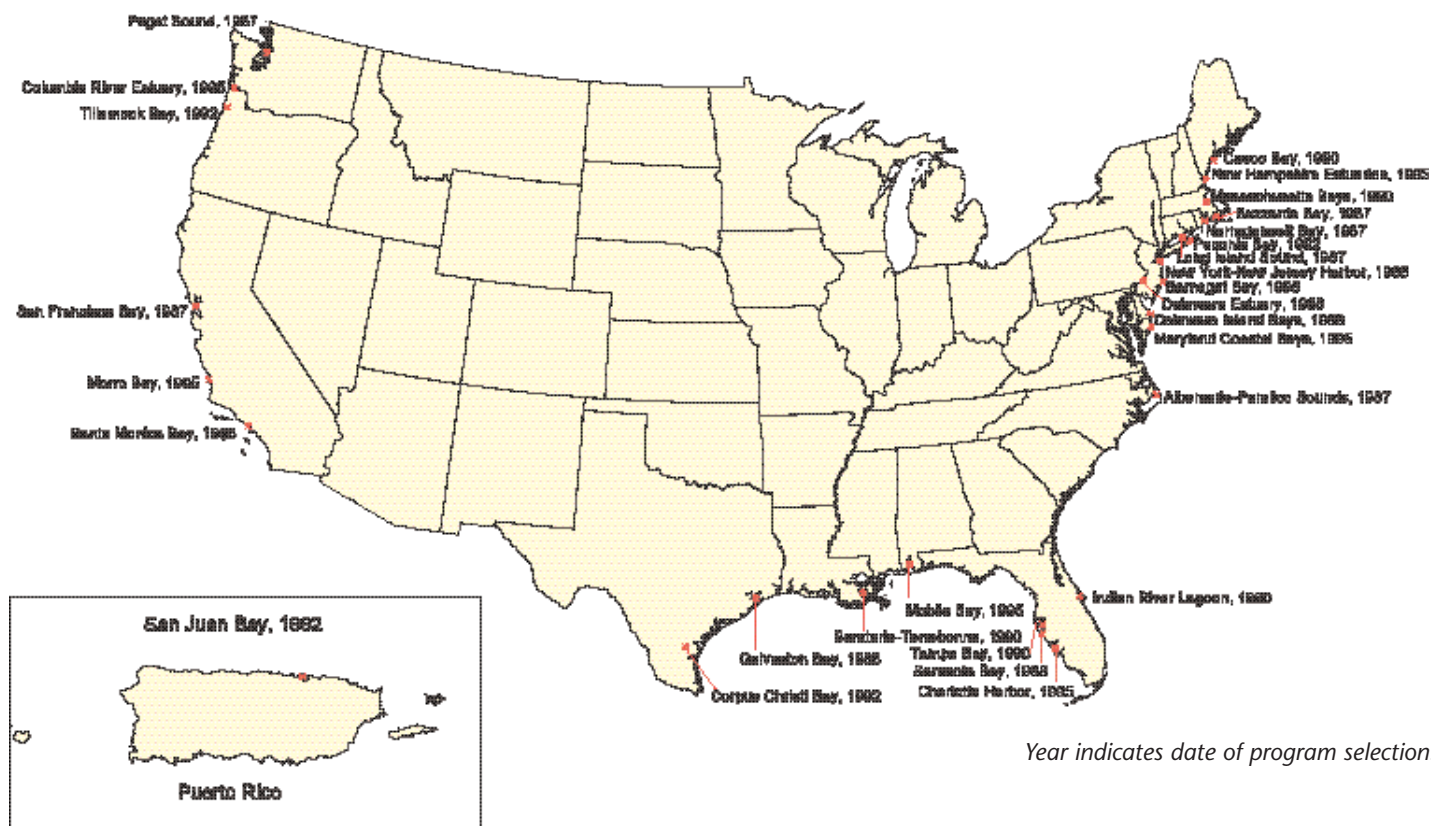 Puget Sound, 1987
Columbia River Estuary, 1995
Tillamook Bay, 1992
San Francisco Bay, 1987
Morro Bay, 1995
Santa Monica Bay, 1988
Casco Bay, 1990
New Hampshire Estuaries, 1995
Massachusetts Bays, 1990
Buzzards Bay, 1987
Narragansett Bay, 1987
Peconic Bay, 1992
Long Island Sound, 1987
New York-New Jersey Harbor, 1988
Barnegat Bay, 1995
Delaware Estuary, 1988
Delaware Inland Bays, 1988
Maryland Coastal Bays, 1995
Albemarle-Pamlico Sounds, 1987
Indian River Lagoon, 1990
Mobile Bay, 1995
Barataria-Terrebonne, 1990
Tampa Bay, 1990
Galveston Bay, 1988
Sarasota Bay, 1988
Charlotte Harbor, 1995
Corpus Christi Bay, 1992
San Juan Bay, 1992
Puerto Rico
Year indicates date of program selection